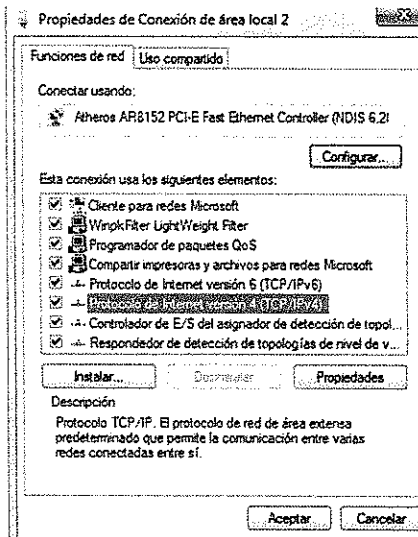 Propiedades de Conexión de área local 2
Funciones de red
Uso compartido
Conectar usando:
Atheros AR8152 PCI-E Fast Ethernet Controller (NDIS 6.2(
Configurar...
Esta conexión usa los siguientes elementos:
Cliente para redes Microsoft
WinpkFilter LightWeight Filter
Programador de paquetes QoS
Compartir impresoras y archivos para redes Microsoft
Protocolo de Internet versión 6 (TCP/IPv6)
Protocolo de Internet versión 4 (TCP/IPv4)
Controlador de E/S del asignador de detección de topol...
Respondedor de detección de topologías de nivel de v...
Instalar...
Desinstalar
Propiedades
Descripción
Protocolo TCP/IP. El protocolo de red de área extensa
predeterminado que permite la comunicación entre varias
redes conectadas entre sí.
Aceptar
Cancelar